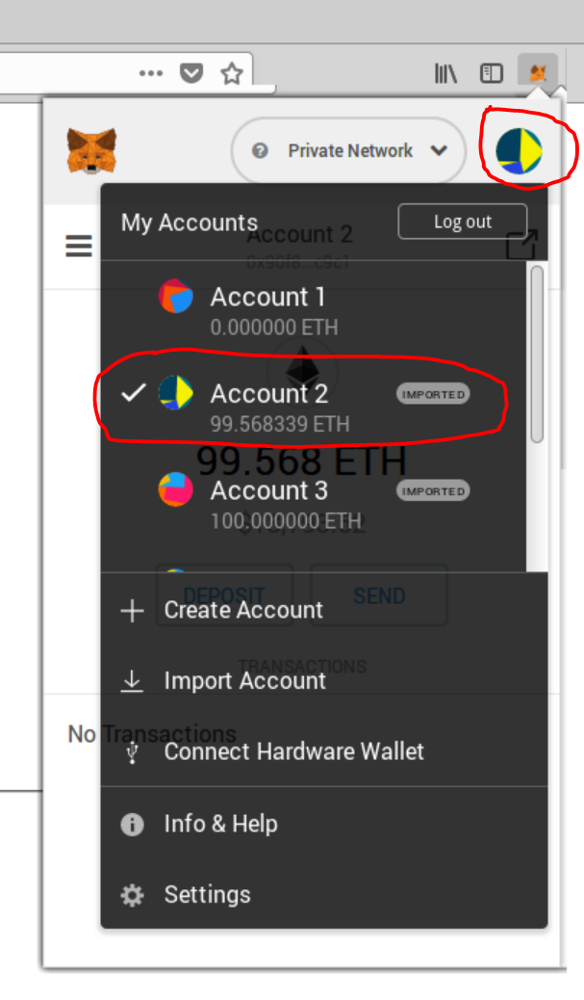 Private Network
My Accounts
Log out
Account 2
Account 1
0.000000 ETH
Account 2
IMPORTED
99.568339 ETH
99.568 ETH
Account 3
IMPORTED
100.000000 ETH
DEPOSIT
SEND
Create Account
TRANSACTIONS
Import Account
No Transactions
Connect Hardware Wallet
Info & Help
Settings